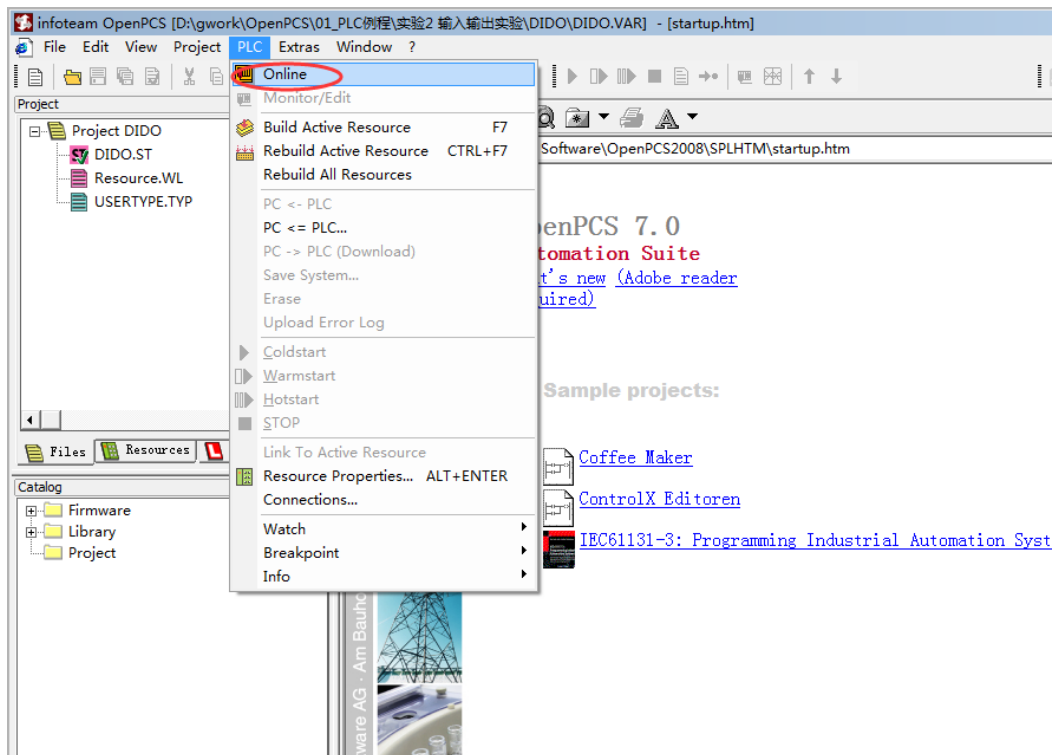 infoteam OpenPCS [D:\gwork\OpenPCS\01_PLC例程\实验2 输入输出实验\DIDO\DIDO.VAR] - [startup.htm]
File Edit View Project PLC Extras Window ?
Project
Project DIDO
DIDO.ST
Resource.WL
USERTYPE.TYP
Files Resources
Catalog
Firmware
Library
Project
Online
Monitor/Edit
Build Active Resource F7
Rebuild Active Resource CTRL+F7
Rebuild All Resources
PC <- PLC
PC <= PLC...
PC -> PLC (Download)
Save System...
Erase
Upload Error Log
Coldstart
Warmstart
Hotstart
STOP
Link To Active Resource
Resource Properties... ALT+ENTER
Connections...
Watch
Breakpoint
Info
Software\OpenPCS2008\SPLHTM\startup.htm
enPCS 7.0
tomation Suite
t's new (Adobe reader
uired)
Sample projects:
Coffee Maker
ControlX Editoren
IEC61131-3: Programming Industrial Automation Syst
ware AG · Am Bauho